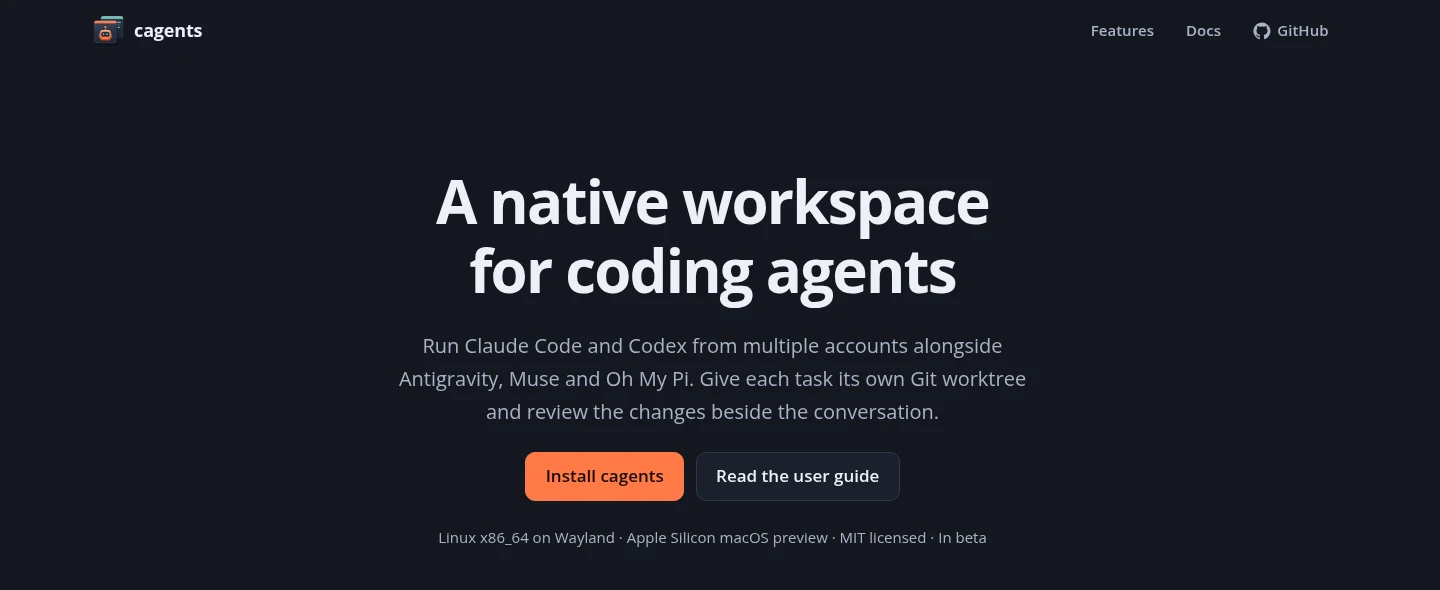 cagents
Features
Docs
GitHub
A native workspace
for coding agents
Run Claude Code and Codex from multiple accounts alongside
Antigravity, Muse and Oh My Pi. Give each task its own Git worktree
and review the changes beside the conversation.
Install cagents
Read the user guide
Linux x86_64 on Wayland · Apple Silicon macOS preview · MIT licensed · In beta